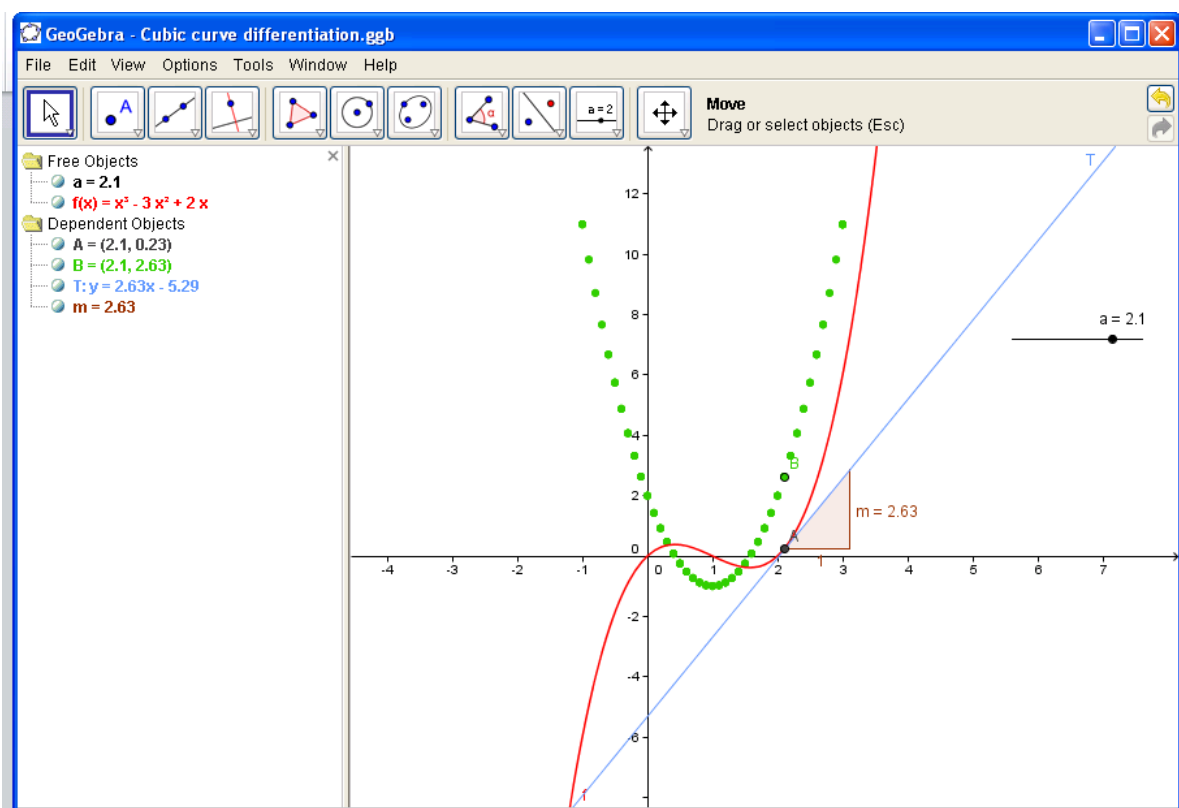 GeoGebra - Cubic curve differentiation.ggb
File Edit View Options Tools Window Help
A
α
a = 2
Move
Drag or select objects (Esc)
Free Objects
a = 2.1
f(x) = x³ - 3 x² + 2 x
Dependent Objects
A = (2.1, 0.23)
B = (2.1, 2.63)
T: y = 2.63x - 5.29
m = 2.63
T
12
10
8
a = 2.1
6
4
B
2
m = 2.63
A
0
1
-4 -3 -2 -1 0 1 2 3 4 5 6 7
-2
-4
-6
f